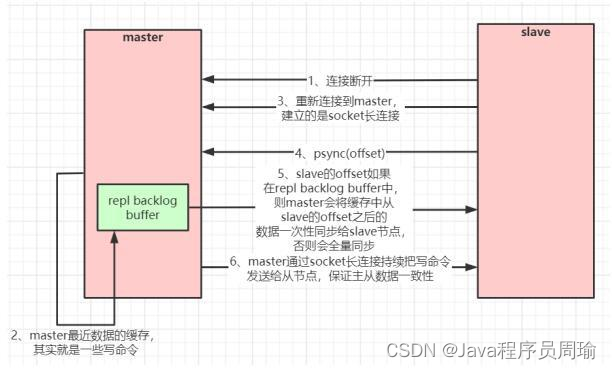 master
slave
1、连接断开
3、重新连接到master，
建立的是socket长连接
4、psync(offset)
5、slave的offset如果
在repl backlog buffer中，
则master会将缓存中从
slave的offset之后的
数据一次性同步给slave节点，
否则会全量同步
repl backlog
buffer
6、master通过socket长连接持续把写命令
发送给从节点，保证主从数据一致性
2、master最近数据的缓存，
其实就是一些写命令
CSDN @Java程序员周瑜